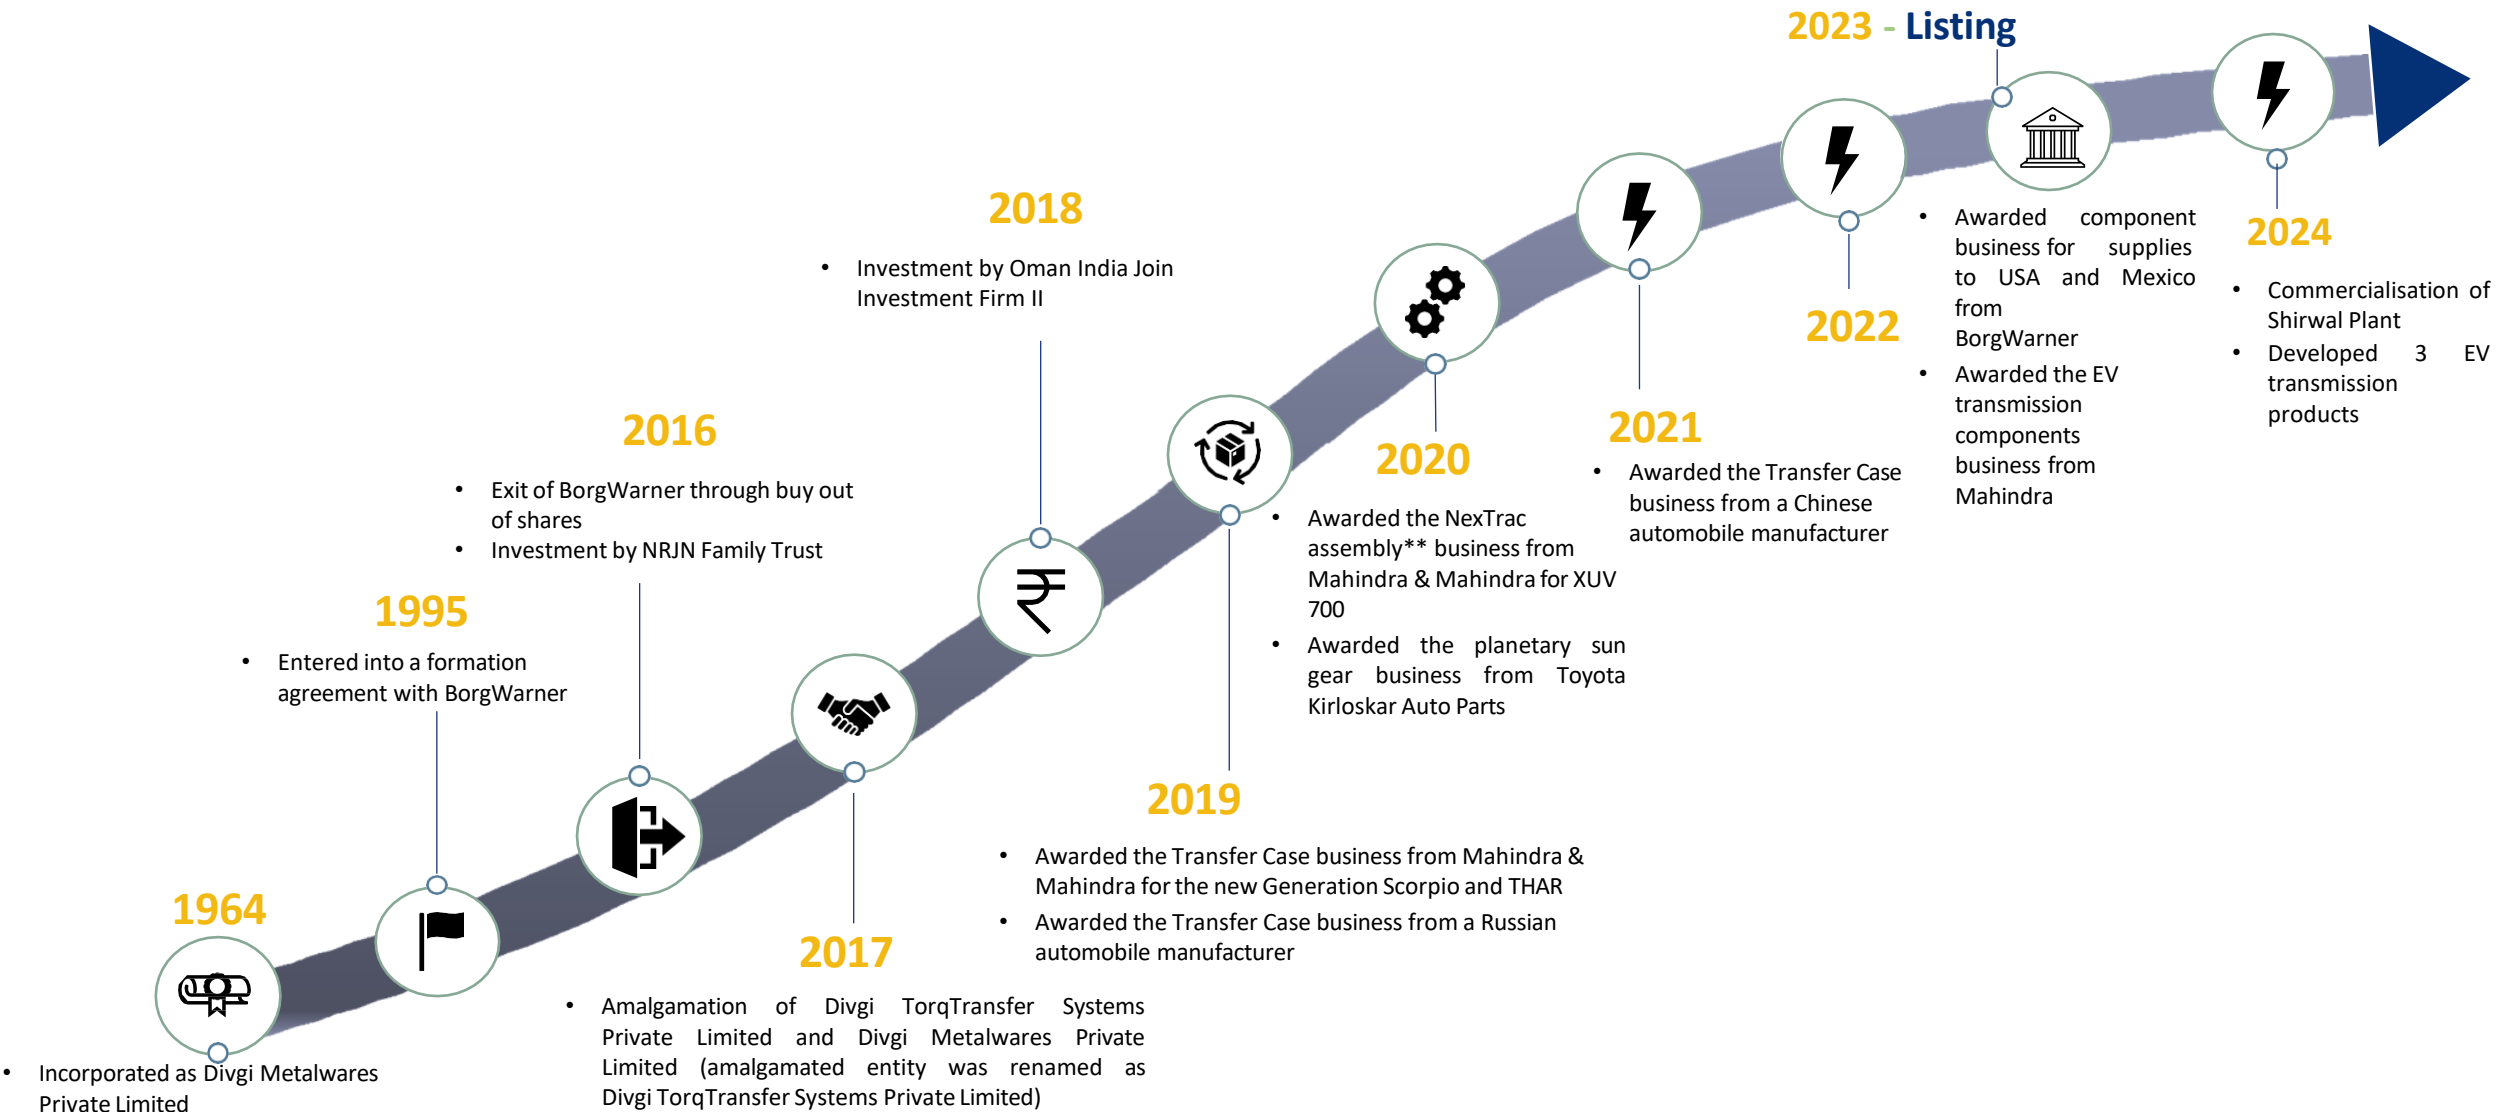 1964
• Incorporated as Divgi Metalwares
Private Limited
1995
• Entered into a formation
agreement with BorgWarner
2016
• Exit of BorgWarner through buy out
of shares
• Investment by NRJN Family Trust
2017
• Amalgamation of Divgi TorqTransfer Systems
Private Limited and Divgi Metalwares Private
Limited (amalgamated entity was renamed as
Divgi TorqTransfer Systems Private Limited)
2018
• Investment by Oman India Join
Investment Firm II
2019
• Awarded the Transfer Case business from Mahindra &
Mahindra for the new Generation Scorpio and THAR
• Awarded the Transfer Case business from a Russian
automobile manufacturer
2020
• Awarded the NexTrac
assembly** business from
Mahindra & Mahindra for XUV
700
• Awarded the planetary sun
gear business from Toyota
Kirloskar Auto Parts
2021
• Awarded the Transfer Case
business from a Chinese
automobile manufacturer
2022
2023 - Listing
• Awarded component
business for supplies
to USA and Mexico
from
BorgWarner
• Awarded the EV
transmission
components
business from
Mahindra
2024
• Commercialisation of
Shirwal Plant
• Developed 3 EV
transmission
products